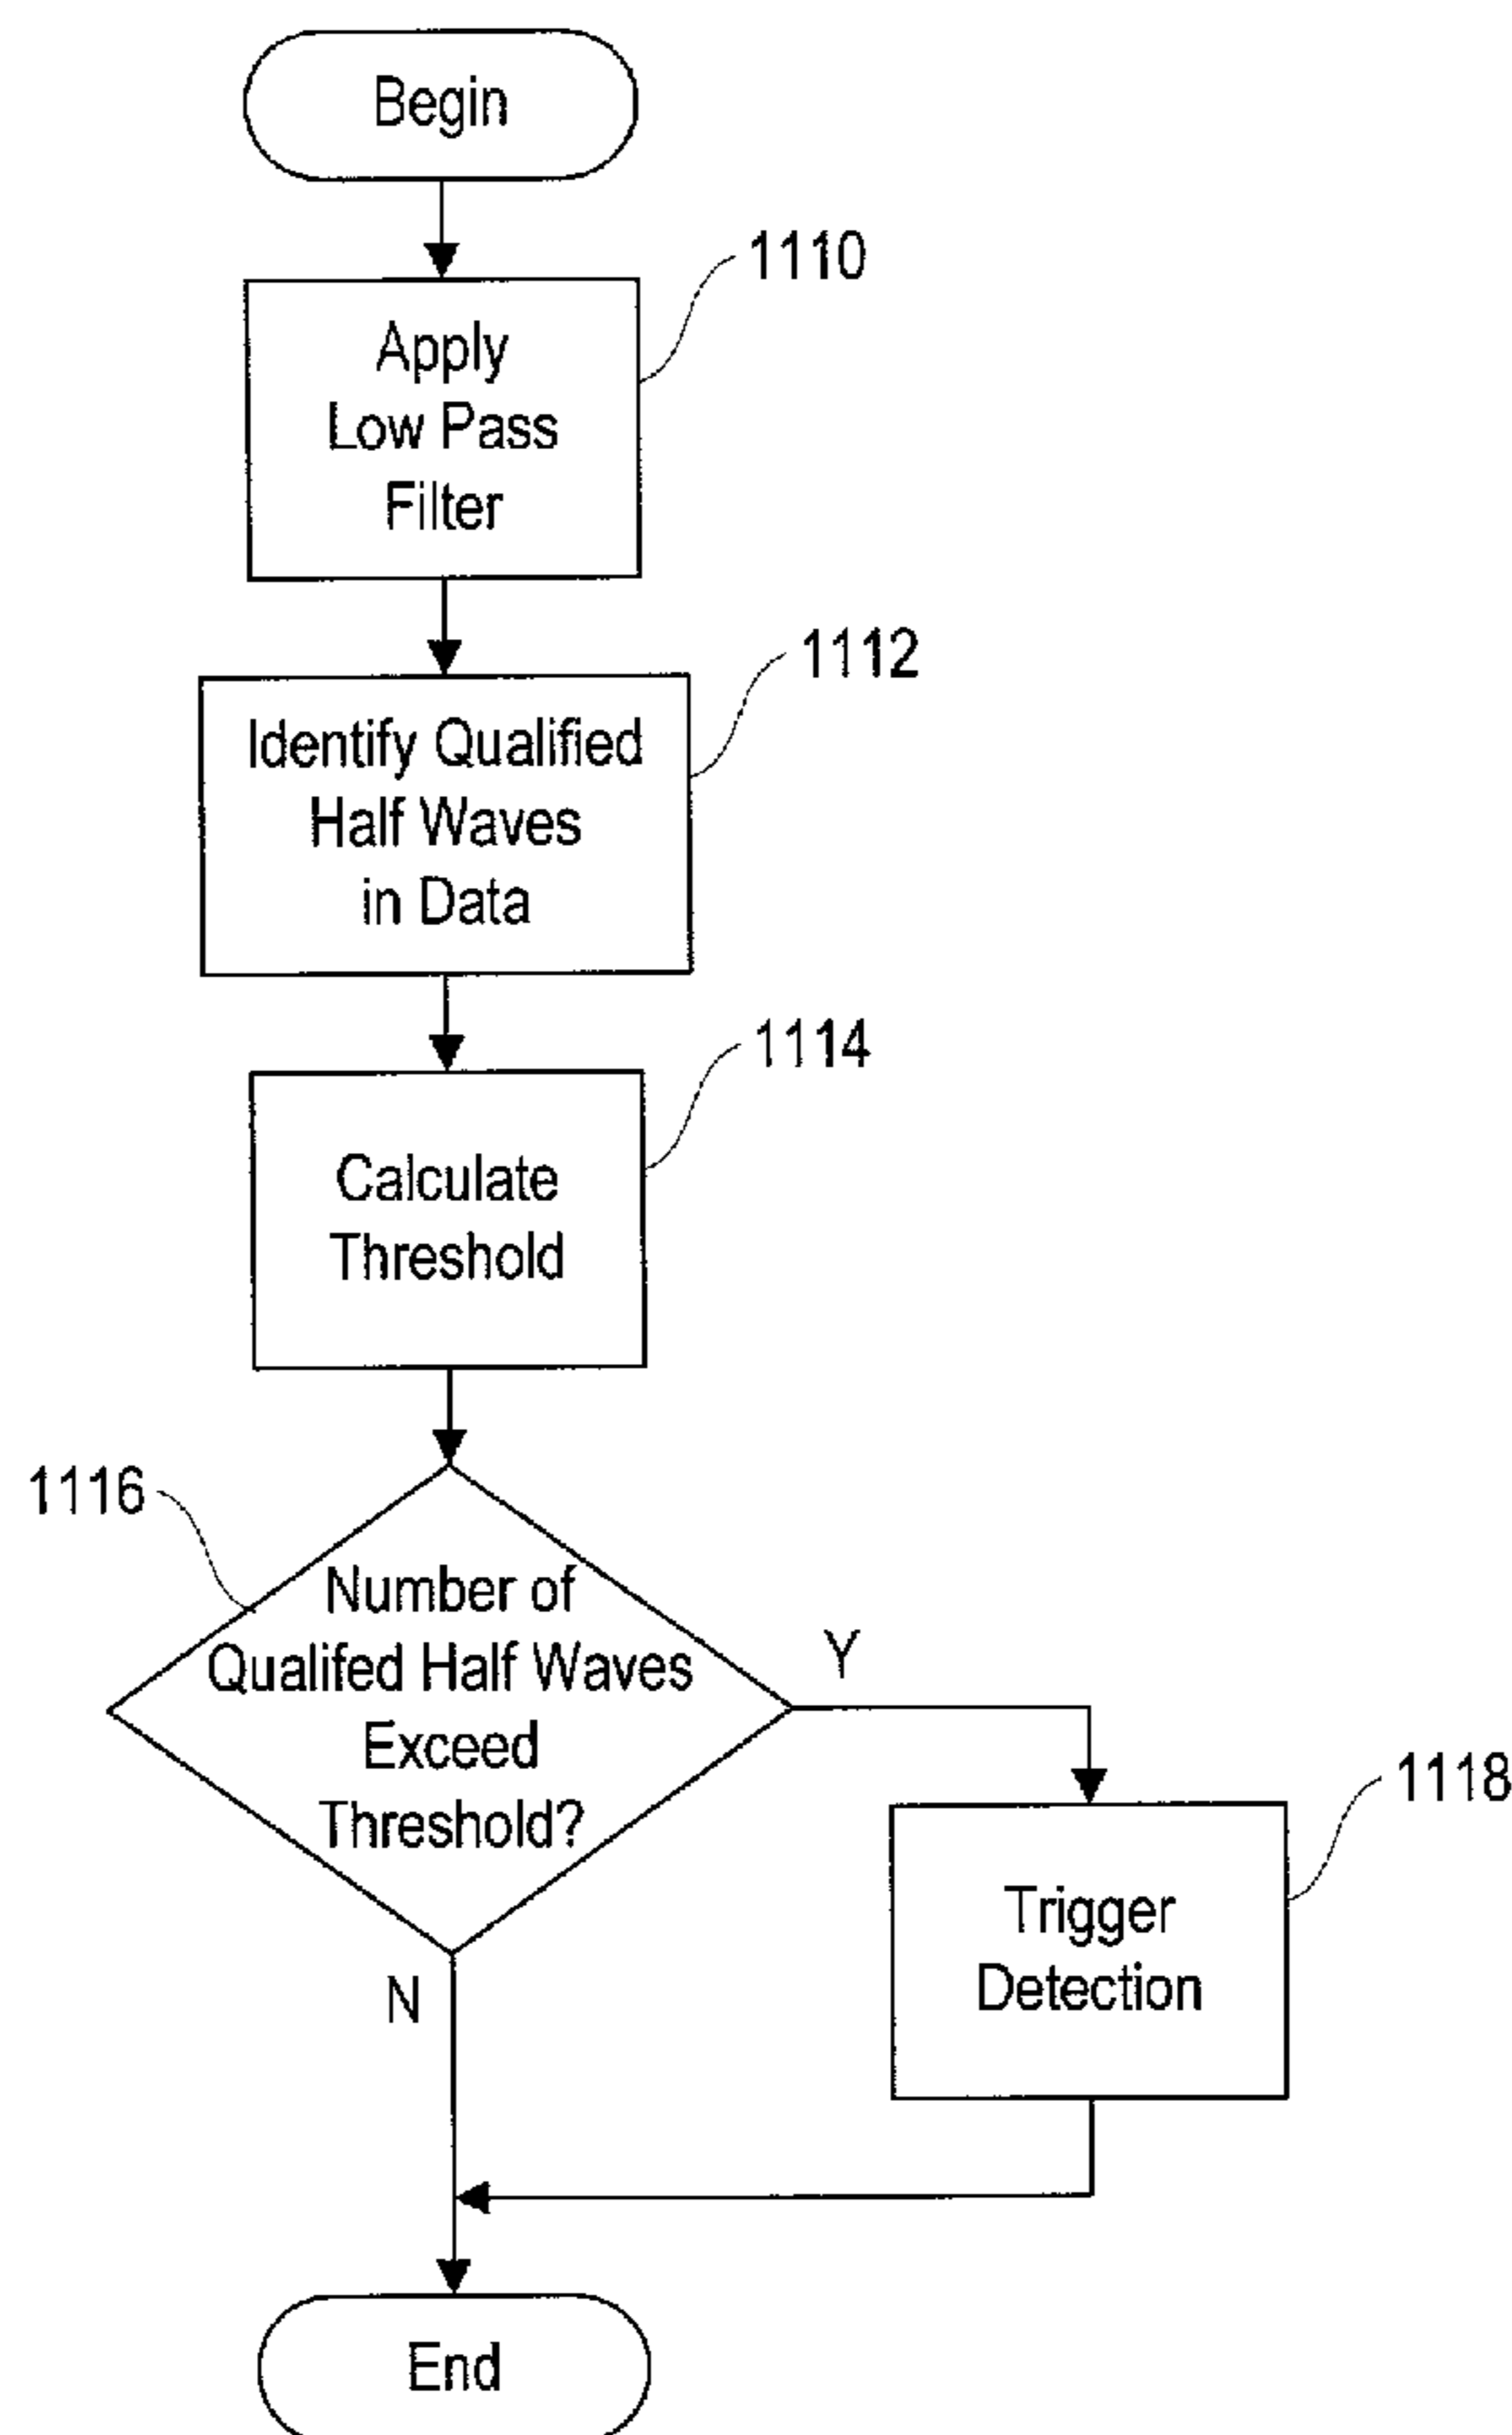 Begin
1110
Apply
Low Pass
Filter
1112
Identify Qualified
Half Waves
in Data
1114
Calculate
Threshold
1116
Number of
Qualifed Half Waves
Exceed
Threshold?
Y
1118
Trigger
Detection
N
End